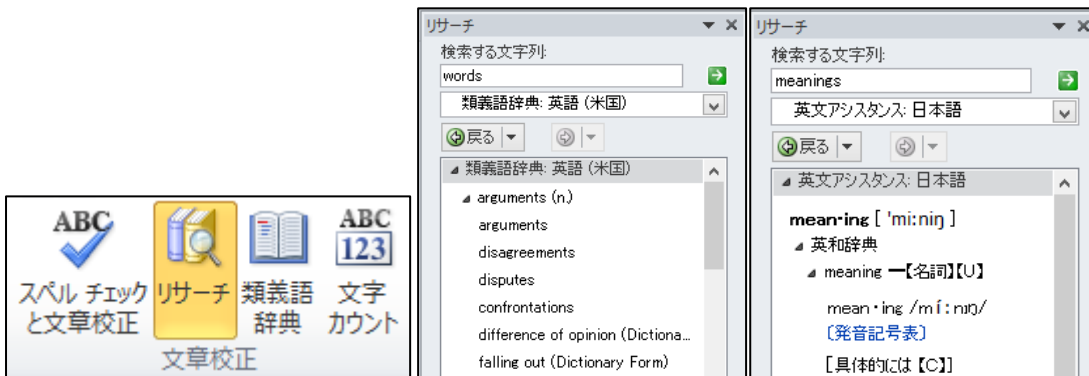 ABC
スペル チェック
と文章校正
リサーチ
類義語
辞典
ABC
123
文字
カウント
文章校正
リサーチ
検索する文字列:
words
類義語辞典: 英語 (米国)
戻る
類義語辞典: 英語 (米国)
arguments (n.)
arguments
disagreements
disputes
confrontations
difference of opinion (Dictiona...
falling out (Dictionary Form)
リサーチ
検索する文字列:
meanings
英文アシスタンス: 日本語
戻る
英文アシスタンス: 日本語
mean·ing [ 'mi:niŋ ]
英和辞典
meaning ━【名詞】【U】
mean・ing /míːnɪŋ/
〔発音記号表〕
[具体的には【C】]